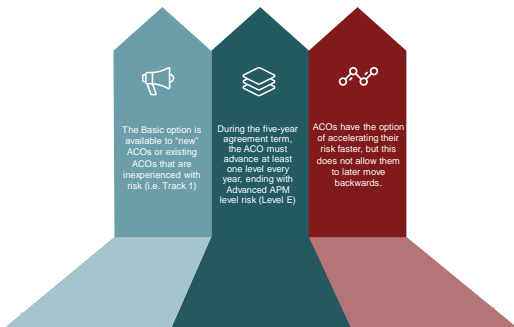 The Basic option is
available to “new”
ACOs or existing
ACOs that are
inexperienced with
risk (i.e. Track 1)
During the five-year
agreement term,
the ACO must
advance at least
one level every
year, ending with
Advanced APM
level risk (Level E)
ACOs have the option
of accelerating their
risk faster, but this
does not allow them
to later move
backwards.